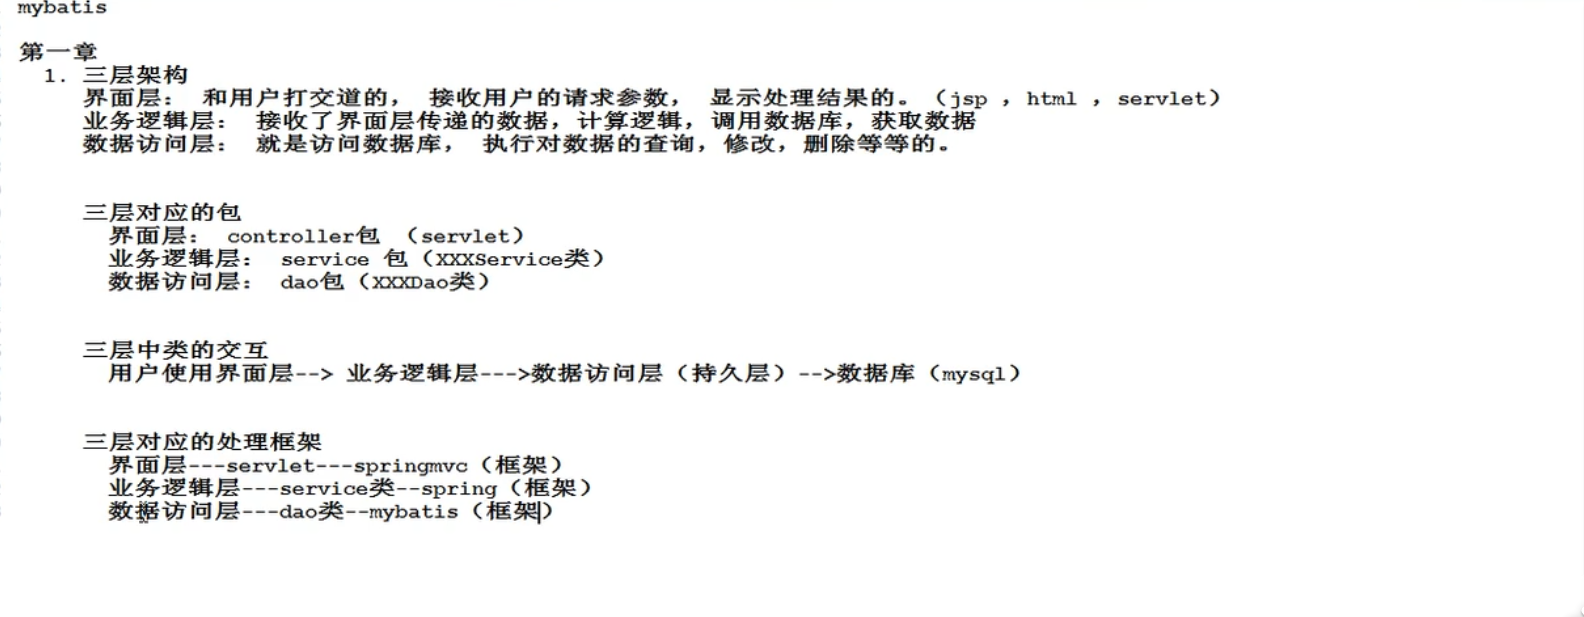 mybatis
第一章
1. 三层架构
界面层： 和用户打交道的， 接收用户的请求参数， 显示处理结果的。（jsp ，html ，servlet）
业务逻辑层： 接收了界面层传递的数据，计算逻辑，调用数据库，获取数据
数据访问层： 就是访问数据库， 执行对数据的查询，修改，删除等等的。
三层对应的包
界面层： controller包 （servlet）
业务逻辑层： service 包（XXXService类）
数据访问层： dao包（XXXDao类）
三层中类的交互
用户使用界面层--> 业务逻辑层--->数据访问层（持久层）-->数据库（mysql）
三层对应的处理框架
界面层---servlet---springmvc（框架）
业务逻辑层---service类--spring（框架）
数据访问层---dao类--mybatis（框架）